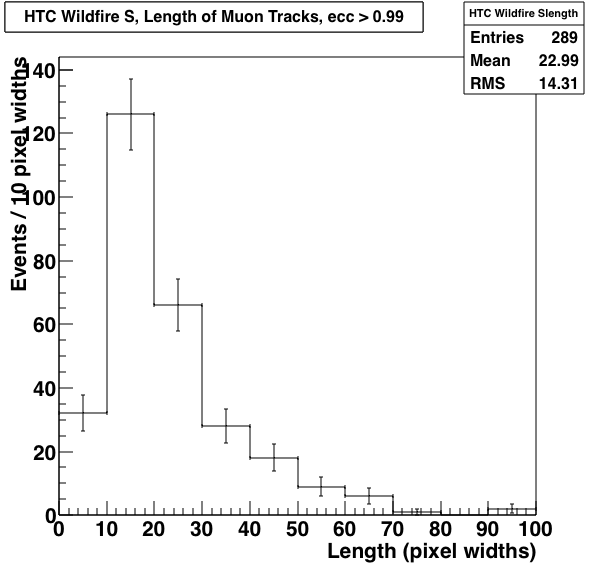 HTC Wildfire S, Length of Muon Tracks, ecc > 0.99
HTC Wildfire Slength
Entries 289
Mean 22.99
RMS 14.31
Events / 10 pixel widths
140
120
100
80
60
40
20
0
0 10 20 30 40 50 60 70 80 90 100
Length (pixel widths)